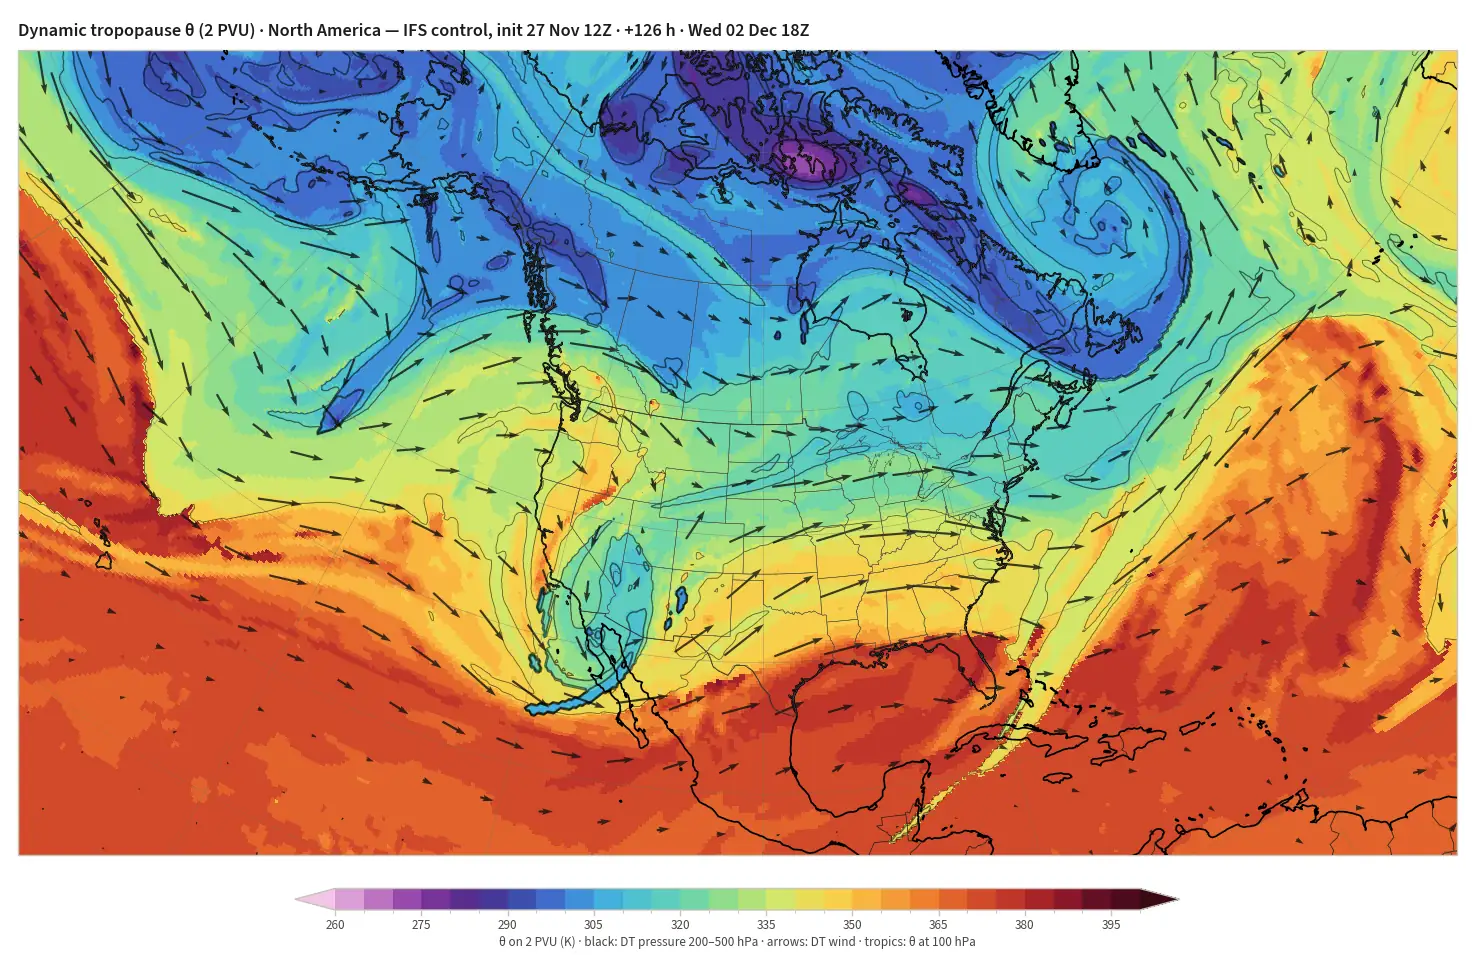 Dynamic tropopause θ (2 PVU) · North America — IFS control, init 27 Nov 12Z · +126 h · Wed 02 Dec 18Z
260 275 290 305 320 335 350 365 380 395
θ on 2 PVU (K) · black: DT pressure 200–500 hPa · arrows: DT wind · tropics: θ at 100 hPa